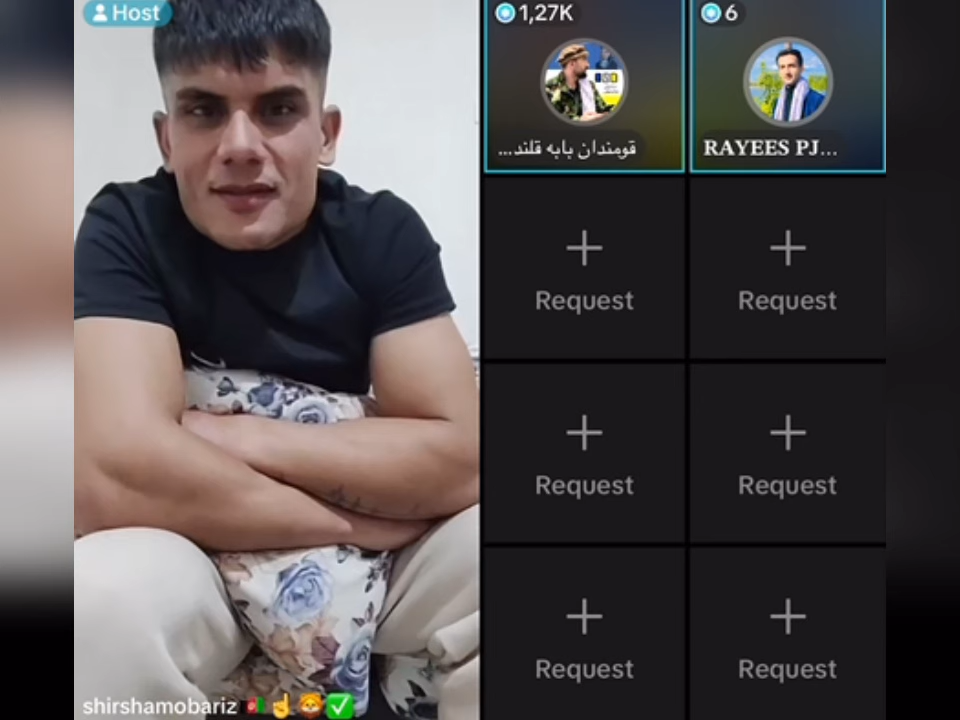 Host
1,27K
6
قومندان بابه قلند...
RAYEES PJ...
Request
Request
Request
Request
Request
Request
shirshamobariz 🇦🇫☝️🦁✅